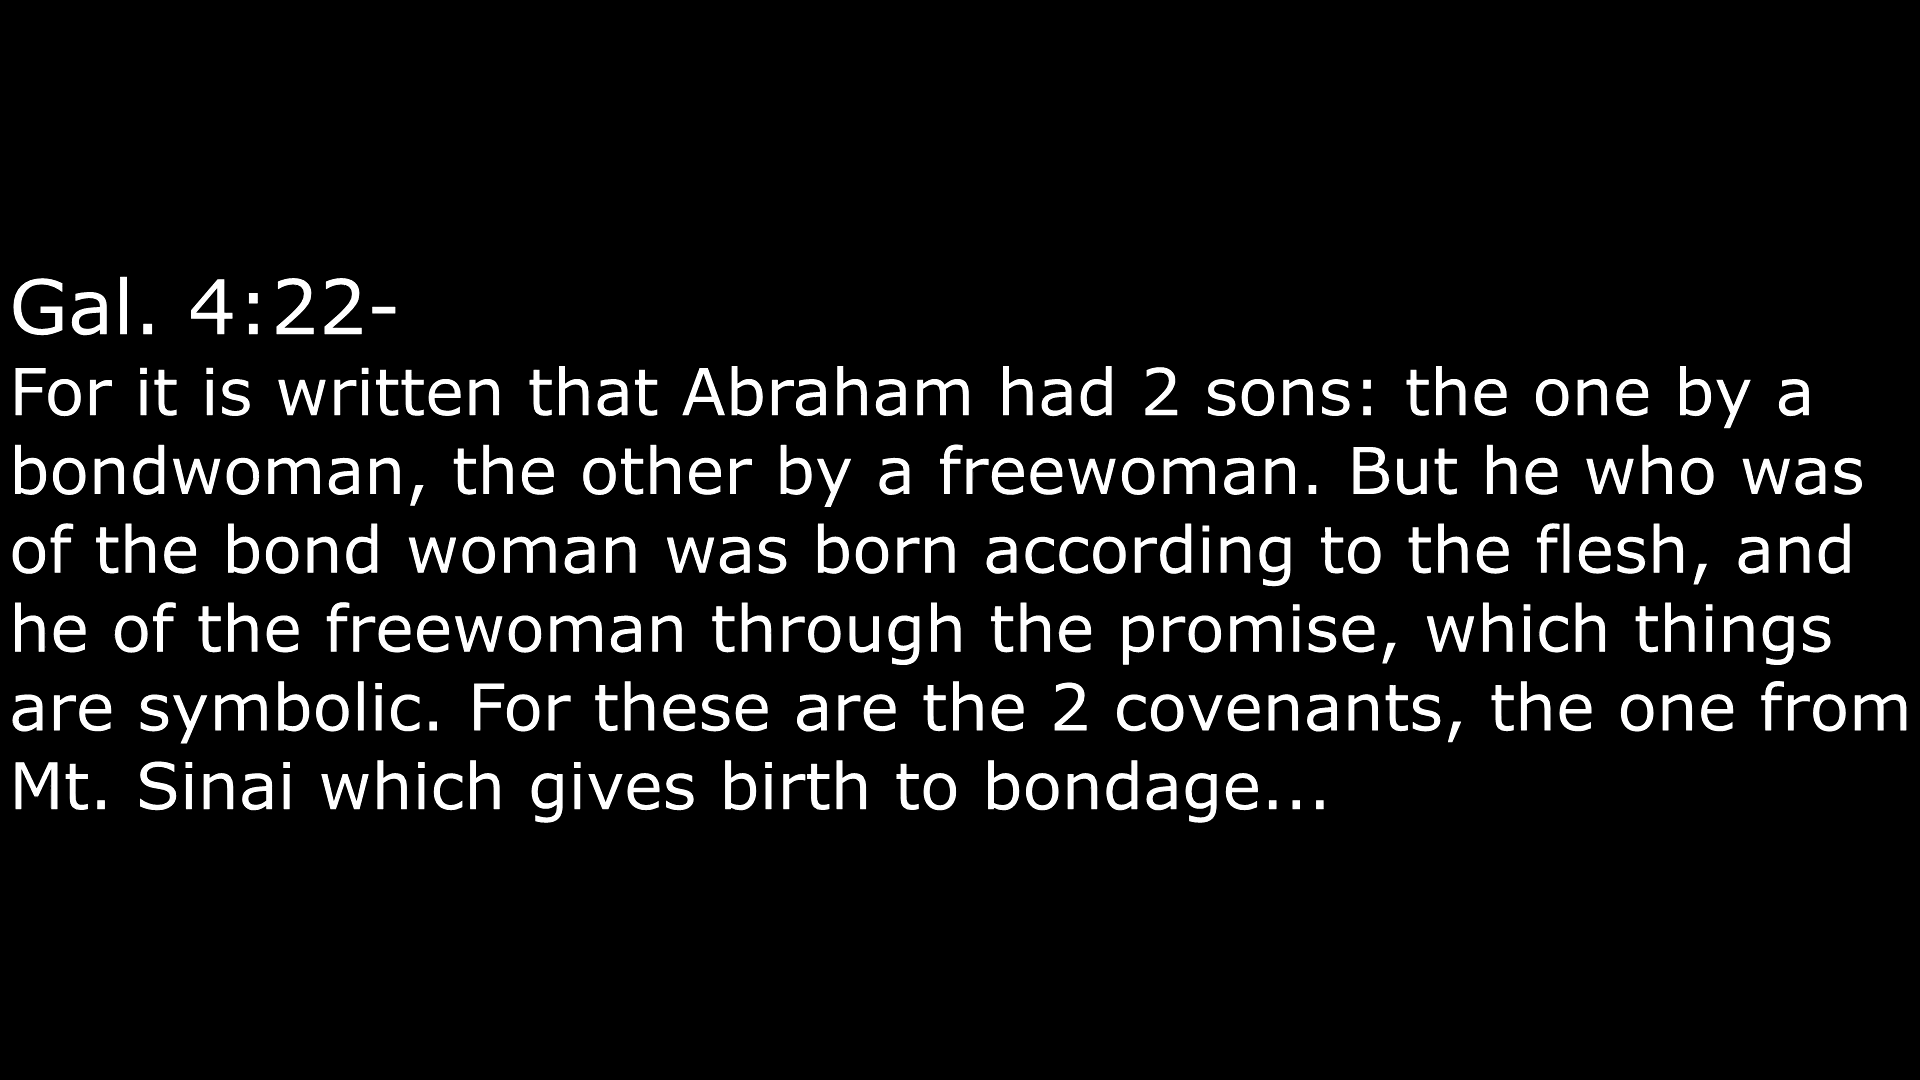 Gal. 4:22-
For it is written that Abraham had 2 sons: the one by a
bondwoman, the other by a freewoman. But he who was
of the bond woman was born according to the flesh, and
he of the freewoman through the promise, which things
are symbolic. For these are the 2 covenants, the one from
Mt. Sinai which gives birth to bondage...